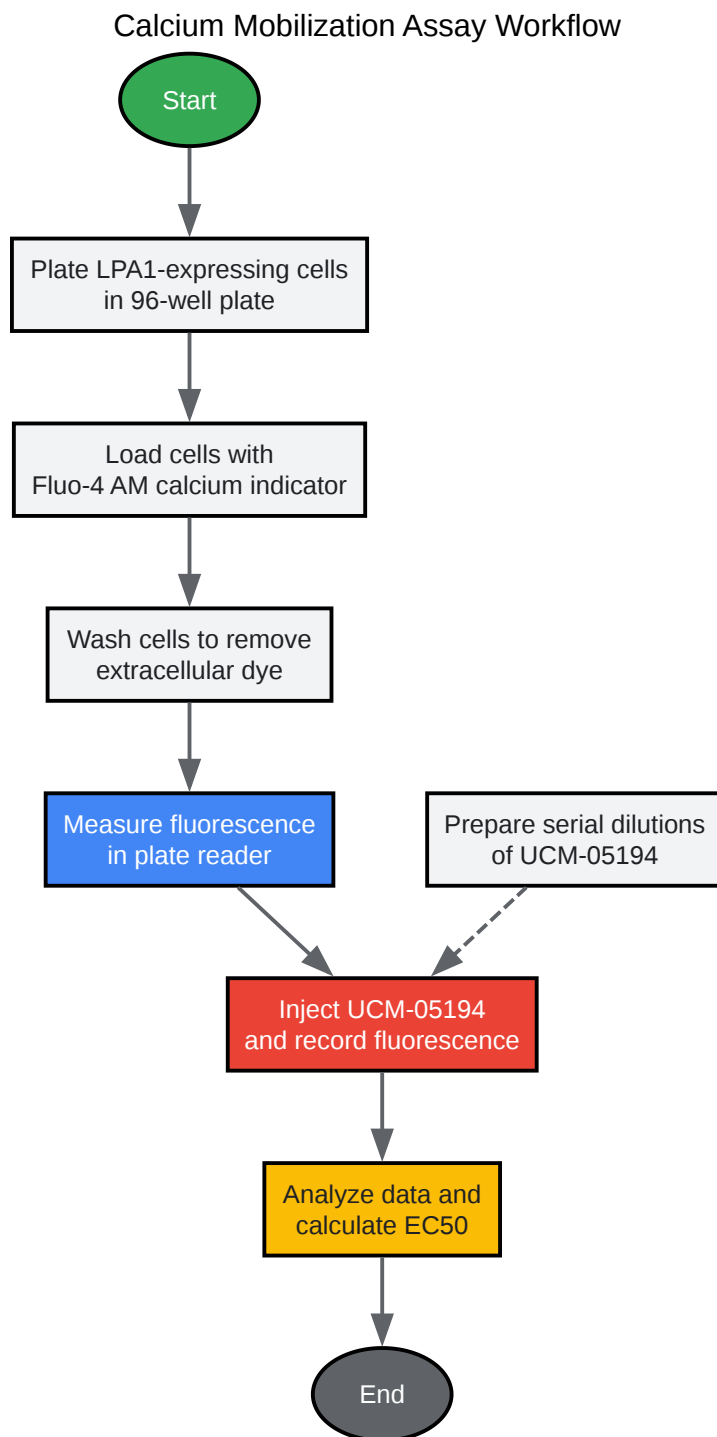 Calcium Mobilization Assay Workflow
Start
Plate LPA1-expressing cells
in 96-well plate
Load cells with
Fluo-4 AM calcium indicator
Wash cells to remove
extracellular dye
Measure fluorescence
in plate reader
Prepare serial dilutions
of UCM-05194
Inject UCM-05194
and record fluorescence
Analyze data and
calculate EC50
End